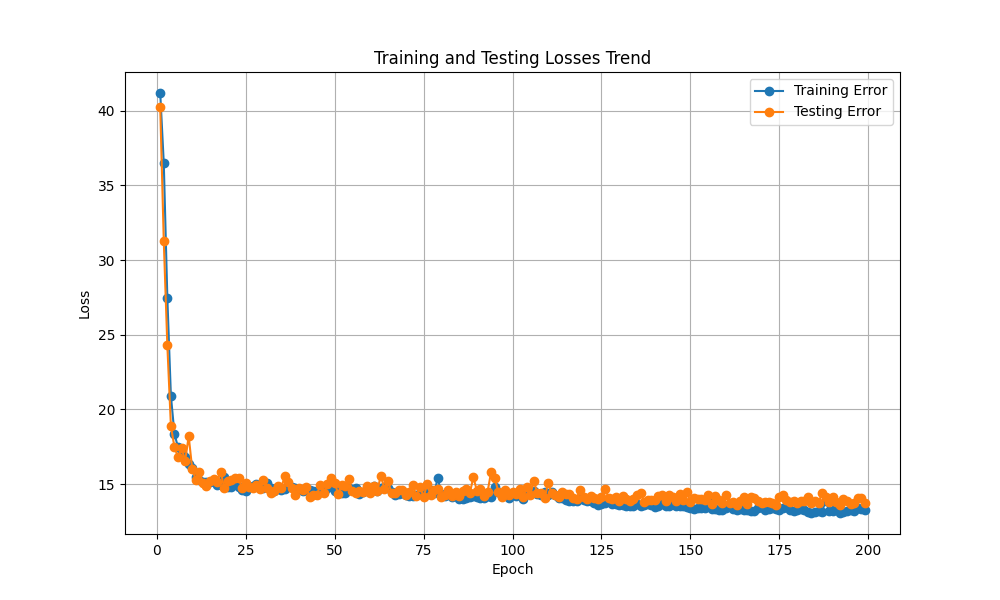 Training and Testing Losses Trend
Training Error
Testing Error
40
35
30
25
20
15
Loss
0 25 50 75 100 125 150 175 200
Epoch